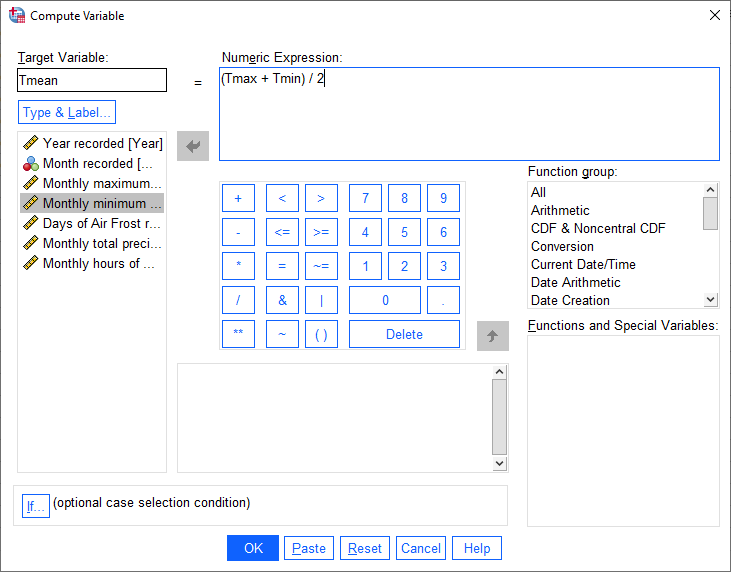 Compute Variable
Target Variable:
Tmean
=
Numeric Expression:
(Tmax + Tmin) / 2
Type & Label...
Year recorded [Year]
Month recorded [...
Monthly maximum...
Monthly minimum ...
Days of Air Frost r...
Monthly total preci...
Monthly hours of ...
+ < > 7 8 9
- <= >= 4 5 6
* = ~= 1 2 3
/ & | 0 .
** ~ ( ) Delete
Function group:
All
Arithmetic
CDF & Noncentral CDF
Conversion
Current Date/Time
Date Arithmetic
Date Creation
Functions and Special Variables:
If... (optional case selection condition)
OK Paste Reset Cancel Help